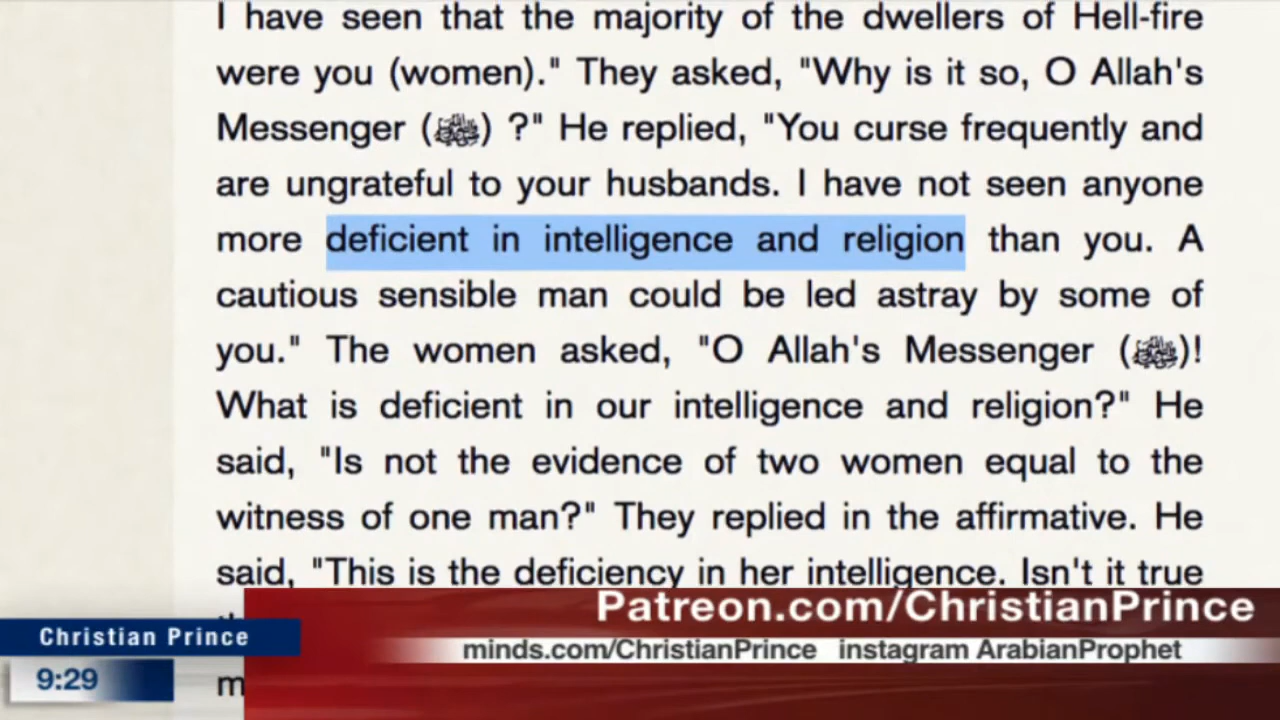 I have seen that the majority of the dwellers of Hell-fire
were you (women)." They asked, "Why is it so, O Allah's
Messenger (ﷺ) ?" He replied, "You curse frequently and
are ungrateful to your husbands. I have not seen anyone
more deficient in intelligence and religion than you. A
cautious sensible man could be led astray by some of
you." The women asked, "O Allah's Messenger (ﷺ)!
What is deficient in our intelligence and religion?" He
said, "Is not the evidence of two women equal to the
witness of one man?" They replied in the affirmative. He
said, "This is the deficiency in her intelligence. Isn't it true
Patreon.com/ChristianPrince
Christian Prince
minds.com/ChristianPrince instagram ArabianProphet
9:29